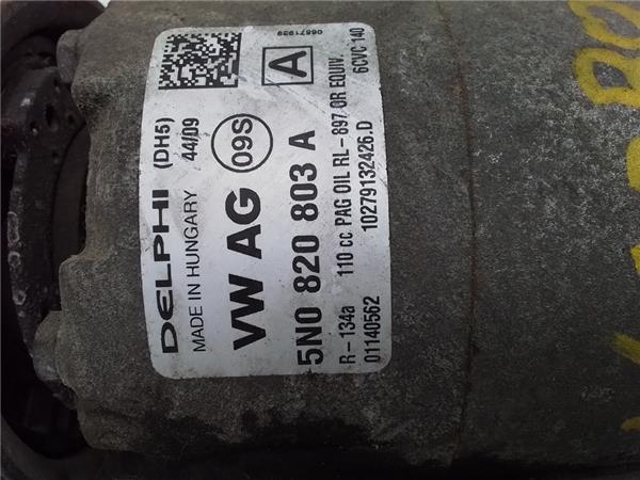 DELPHI (DH5)
MADE IN HUNGARY 44/09
VW AG 09S
5N0 820 803 A
R-134a 110 cc PAG OIL RL-897 OR EQUIV.
01140562 10279132426.D 6CVC 140
A
06871939